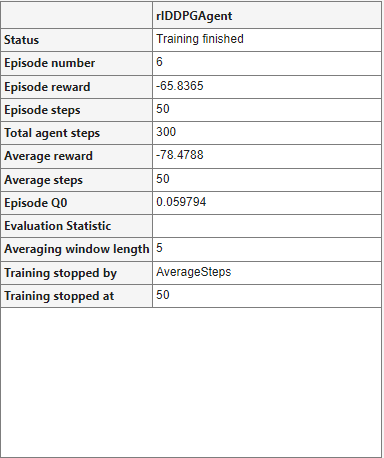 rlDDPGAgent
Status Training finished
Episode number 6
Episode reward -65.8365
Episode steps 50
Total agent steps 300
Average reward -78.4788
Average steps 50
Episode Q0 0.059794
Evaluation Statistic
Averaging window length 5
Training stopped by AverageSteps
Training stopped at 50